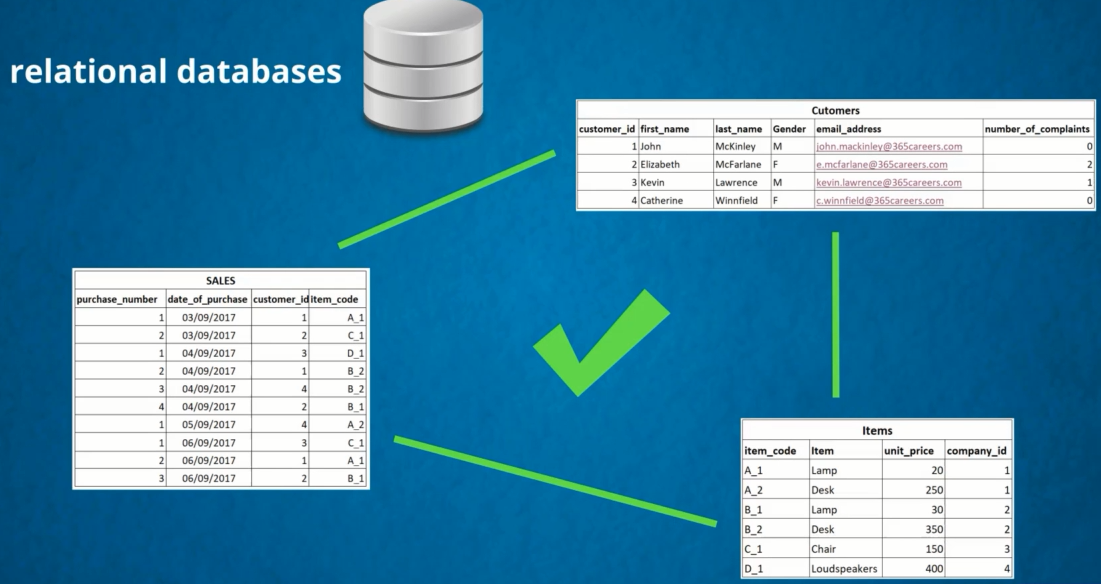 relational databases
Cutomers
customer_id first_name last_name Gender email_address number_of_complaints
1 John McKinley M john.mackinley@365careers.com 0
2 Elizabeth McFarlane F e.mcfarlane@365careers.com 2
3 Kevin Lawrence M kevin.lawrence@365careers.com 1
4 Catherine Winnfield F c.winnfield@365careers.com 0
SALES
purchase_number date_of_purchase customer_id item_code
1 03/09/2017 1 A_1
2 03/09/2017 2 C_1
1 04/09/2017 3 D_1
2 04/09/2017 1 B_2
3 04/09/2017 4 B_2
4 04/09/2017 2 B_1
1 05/09/2017 4 A_2
1 06/09/2017 3 C_1
2 06/09/2017 1 A_1
3 06/09/2017 2 B_1
Items
item_code Item unit_price company_id
A_1 Lamp 20 1
A_2 Desk 250 1
B_1 Lamp 30 2
B_2 Desk 350 2
C_1 Chair 150 3
D_1 Loudspeakers 400 4